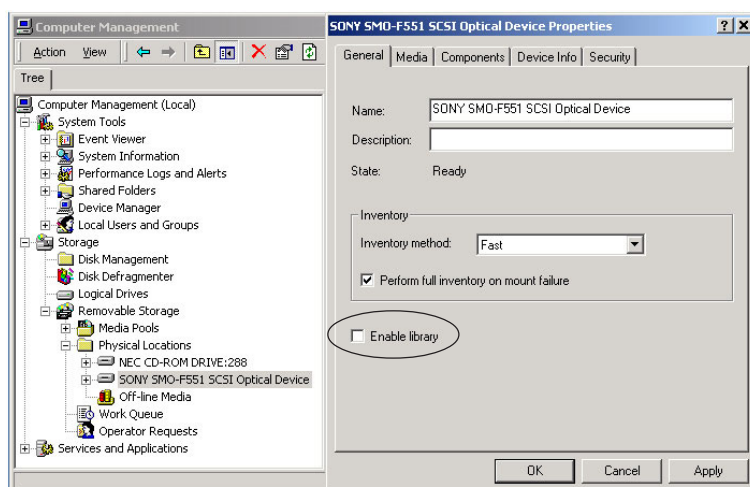 Computer Management
Action View
Tree
Computer Management (Local)
System Tools
Event Viewer
System Information
Performance Logs and Alerts
Shared Folders
Device Manager
Local Users and Groups
Storage
Disk Management
Disk Defragmenter
Logical Drives
Removable Storage
Media Pools
Physical Locations
NEC CD-ROM DRIVE:288
SONY SMO-F551 SCSI Optical Device
Off-line Media
Work Queue
Operator Requests
Services and Applications
SONY SMO-F551 SCSI Optical Device Properties
General Media Components Device Info Security
Name: SONY SMO-F551 SCSI Optical Device
Description:
State: Ready
Inventory
Inventory method: Fast
Perform full inventory on mount failure
Enable library
OK Cancel Apply